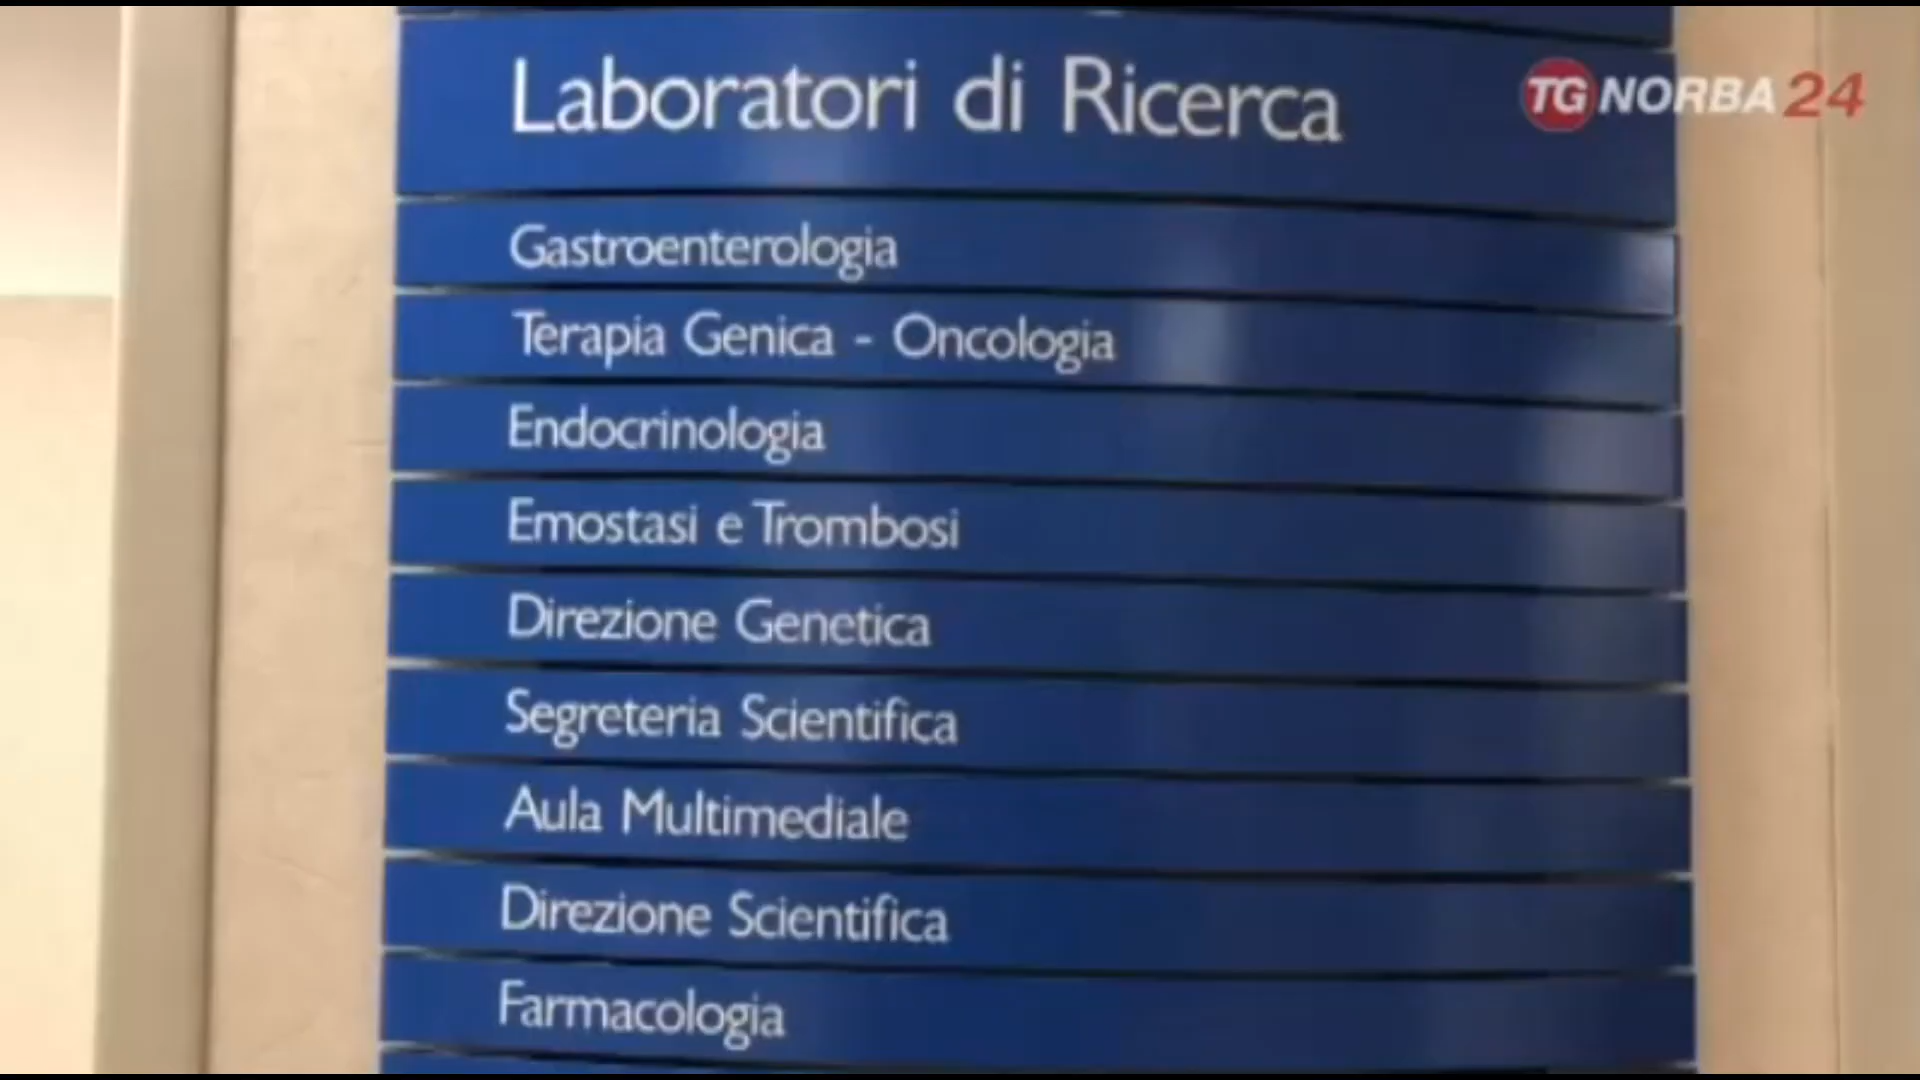 Laboratori di Ricerca
TG NORBA 24
Gastroenterologia
Terapia Genica - Oncologia
Endocrinologia
Emostasi e Trombosi
Direzione Genetica
Segreteria Scientifica
Aula Multimediale
Direzione Scientifica
Farmacologia